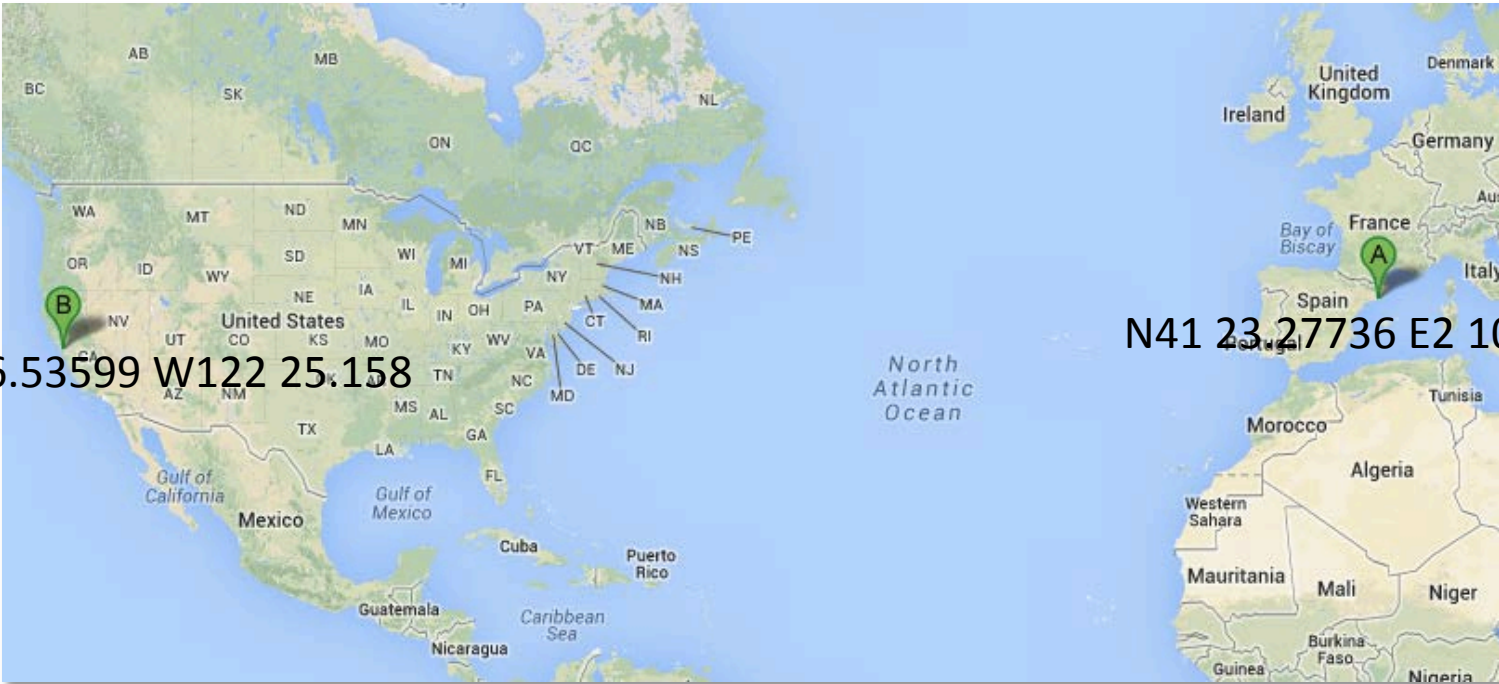 AB
MB
BC
SK
NL
ON
QC
United
Kingdom
Denmark
Ireland
Germany
WA
MT
ND
MN
NB
PE
OR
ID
WY
SD
WI
MI
VT
ME
NS
NY
NH
Bay of
Biscay
France
A
Italy
B
NV
NE
IA
IL
IN
OH
PA
MA
CT
RI
Spain
United States
UT
CO
KS
MO
KY
WV
VA
DE
NJ
MD
N41 23.27736 E2 10
Portugal
CA
6.53599 W122 25.158
AZ
NM
TN
NC
MS
AL
SC
GA
TX
LA
FL
North
Atlantic
Ocean
Tunisia
Morocco
Algeria
Gulf of
California
Gulf of
Mexico
Mexico
Western
Sahara
Cuba
Puerto
Rico
Mauritania
Mali
Niger
Guatemala
Caribbean
Sea
Nicaragua
Burkina
Faso
Guinea
Nigeria